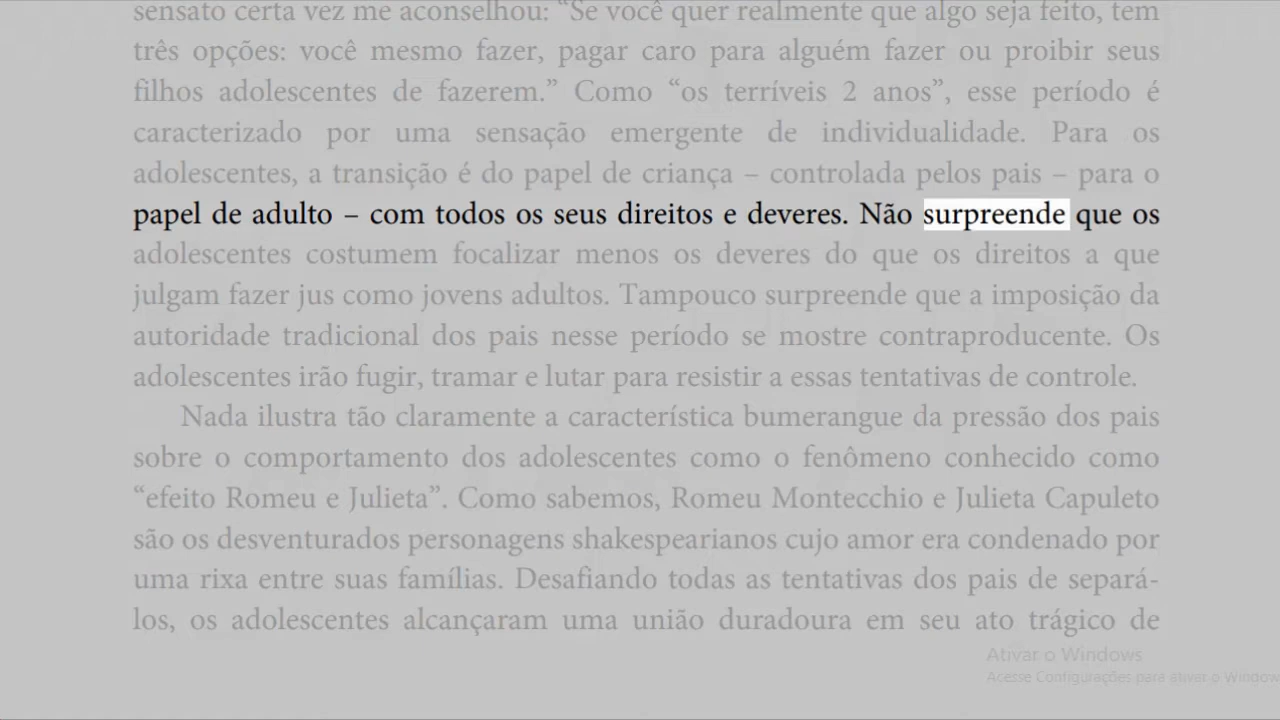 sensato certa vez me aconselhou: “Se você quer realmente que algo seja feito, tem
três opções: você mesmo fazer, pagar caro para alguém fazer ou proibir seus
filhos adolescentes de fazerem.” Como “os terríveis 2 anos”, esse período é
caracterizado por uma sensação emergente de individualidade. Para os
adolescentes, a transição é do papel de criança – controlada pelos pais – para o
papel de adulto – com todos os seus direitos e deveres. Não surpreende que os
adolescentes costumem focalizar menos os deveres do que os direitos a que
julgam fazer jus como jovens adultos. Tampouco surpreende que a imposição da
autoridade tradicional dos pais nesse período se mostre contraproducente. Os
adolescentes irão fugir, tramar e lutar para resistir a essas tentativas de controle.
Nada ilustra tão claramente a característica bumerangue da pressão dos pais
sobre o comportamento dos adolescentes como o fenômeno conhecido como
“efeito Romeu e Julieta”. Como sabemos, Romeu Montecchio e Julieta Capuleto
são os desventurados personagens shakespearianos cujo amor era condenado por
uma rixa entre suas famílias. Desafiando todas as tentativas dos pais de separá-
los, os adolescentes alcançaram uma união duradoura em seu ato trágico de
Ativar o Windows
Acesse Configurações para ativar o Window